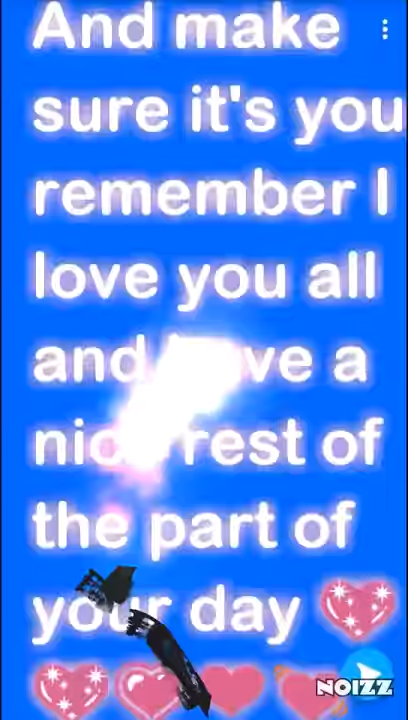 And make
sure it's you
remember I
love you all
and a
rest of
the part of
your day
NOIZZ